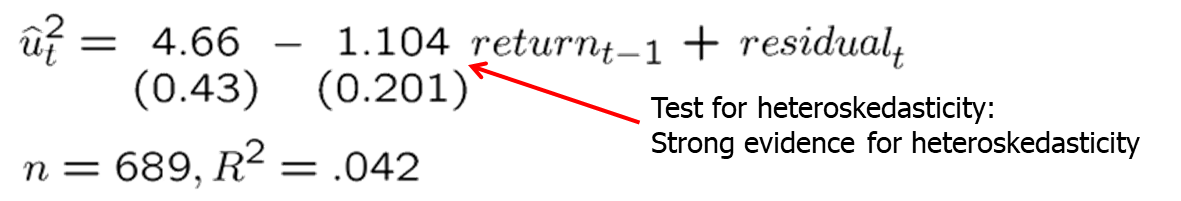 û²ₜ = 4.66 − 1.104 returnₜ₋₁ + residualₜ
(0.43) (0.201)
Test for heteroskedasticity:
Strong evidence for heteroskedasticity
n = 689, R² = .042